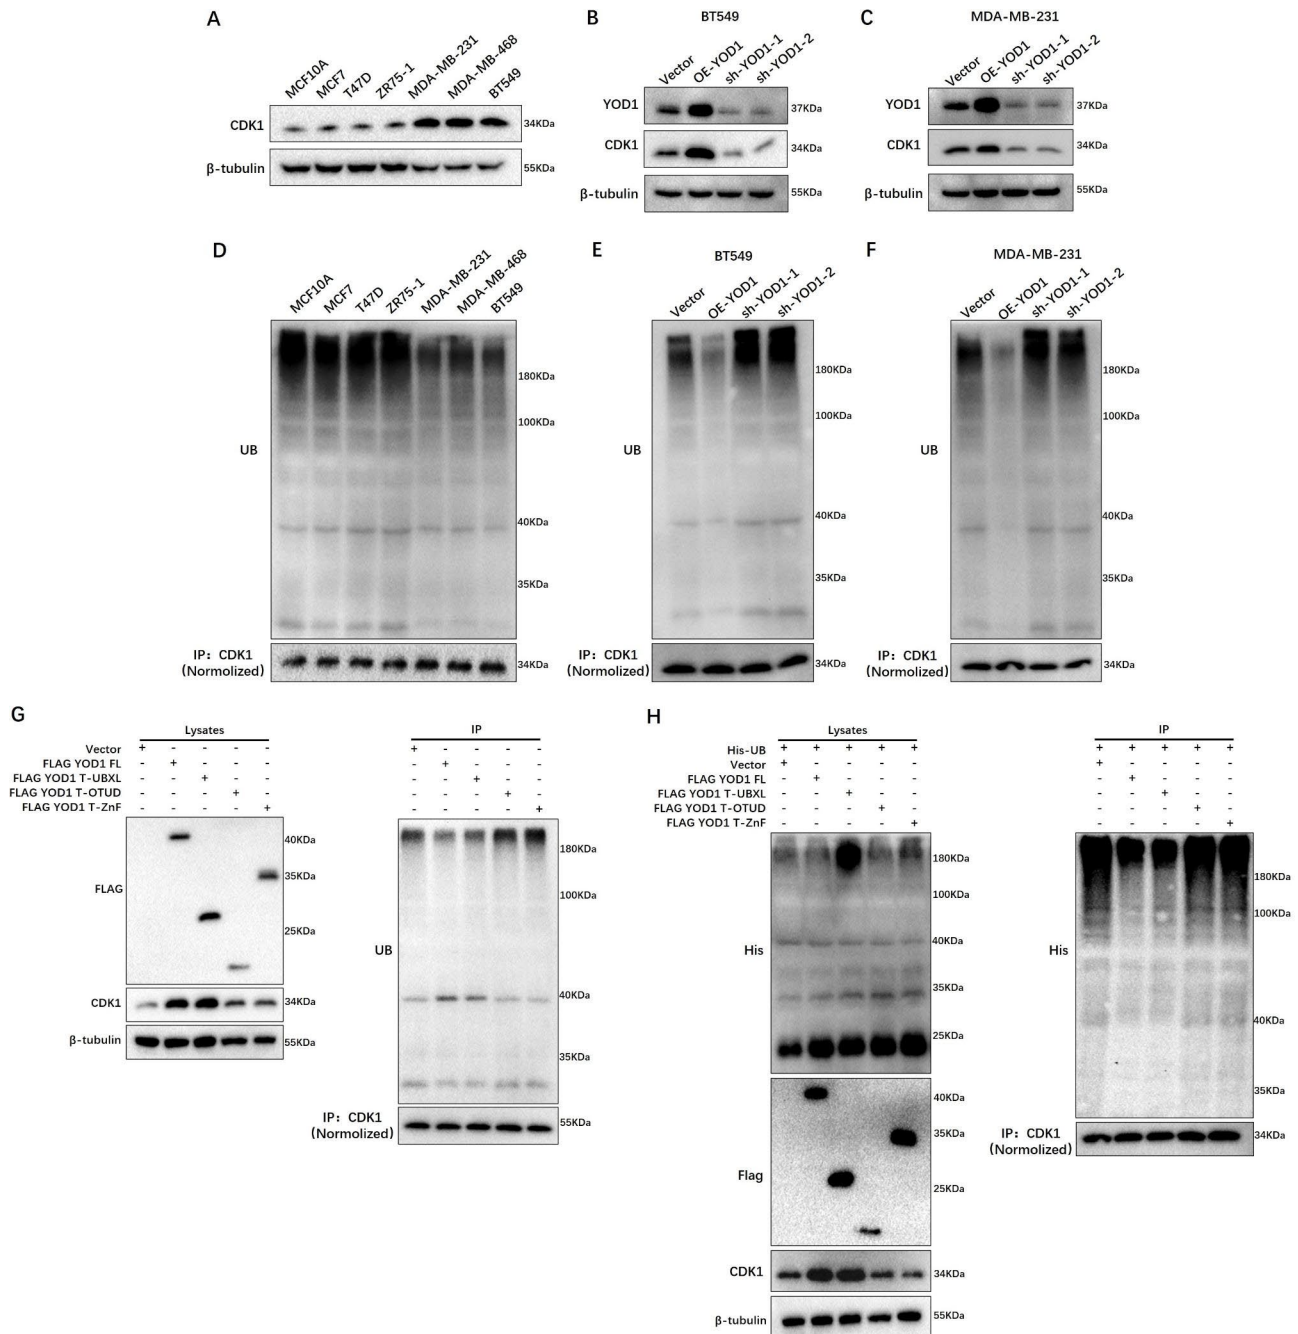 A
MCF10A MCF7 T47D ZR75-1 MDA-MB-231 MDA-MB-468 BT549
CDK1 34KDa
β-tubulin 55KDa
B
BT549
Vector OE-YOD1 sh-YOD1-1 sh-YOD1-2
YOD1 37KDa
CDK1 34KDa
β-tubulin 55KDa
C
MDA-MB-231
Vector OE-YOD1 sh-YOD1-1 sh-YOD1-2
YOD1 37KDa
CDK1 34KDa
β-tubulin 55KDa
D
MCF10A MCF7 T47D ZR75-1 MDA-MB-231 MDA-MB-468 BT549
180KDa
100KDa
UB
40KDa
35KDa
IP: CDK1
(Normolized) 34KDa
E
BT549
Vector OE-YOD1 sh-YOD1-1 sh-YOD1-2
180KDa
100KDa
UB
40KDa
35KDa
IP: CDK1
(Normolized) 34KDa
F
MDA-MB-231
Vector OE-YOD1 sh-YOD1-1 sh-YOD1-2
180KDa
100KDa
UB
40KDa
35KDa
IP: CDK1
(Normolized) 34KDa
G
Lysates
Vector + - - - -
FLAG YOD1 FL - + - - -
FLAG YOD1 T-UBXL - - + - -
FLAG YOD1 T-OTUD - - - + -
FLAG YOD1 T-ZnF - - - - +
40KDa
35KDa
FLAG
25KDa
CDK1 34KDa
β-tubulin 55KDa
IP
+ - - - -
- + - - -
- - + - -
- - - + -
- - - - +
180KDa
100KDa
UB
40KDa
35KDa
IP: CDK1
(Normolized) 55KDa
H
Lysates
His-UB + + + + +
Vector + - - - -
FLAG YOD1 FL - + - - -
FLAG YOD1 T-UBXL - - + - -
FLAG YOD1 T-OTUD - - - + -
FLAG YOD1 T-ZnF - - - - +
180KDa
100KDa
His 40KDa
35KDa
25KDa
40KDa
35KDa
Flag
25KDa
CDK1 34KDa
β-tubulin 55KDa
IP
+ + + + +
+ - - - -
- + - - -
- - + - -
- - - + -
- - - - +
180KDa
100KDa
His
40KDa
35KDa
IP: CDK1
(Normolized) 34KDa